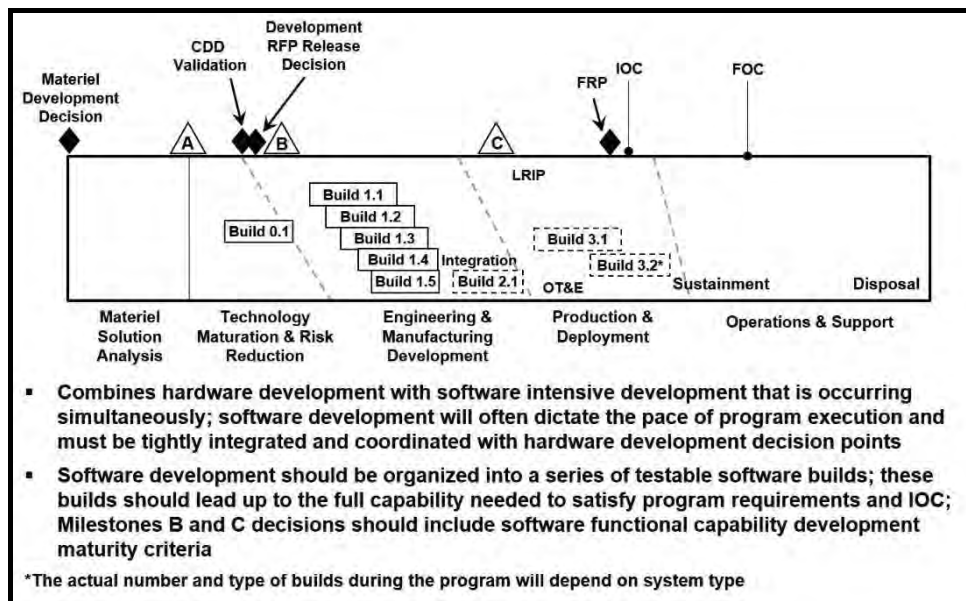 Development
RFP Release
Decision
CDD
Validation
Materiel
Development
Decision
IOC
FOC
FRP
A
B
C
LRIP
Build 1.1
Build 1.2
Build 0.1
Build 1.3
Build 3.1
Build 1.4
Integration
Build 3.2*
Build 1.5
Build 2.1
OT&E
Sustainment
Disposal
Materiel
Solution
Analysis
Technology
Maturation & Risk
Reduction
Engineering &
Manufacturing
Development
Production &
Deployment
Operations & Support
▪ Combines hardware development with software intensive development that is occurring
simultaneously; software development will often dictate the pace of program execution and
must be tightly integrated and coordinated with hardware development decision points
▪ Software development should be organized into a series of testable software builds; these
builds should lead up to the full capability needed to satisfy program requirements and IOC;
Milestones B and C decisions should include software functional capability development
maturity criteria
*The actual number and type of builds during the program will depend on system type